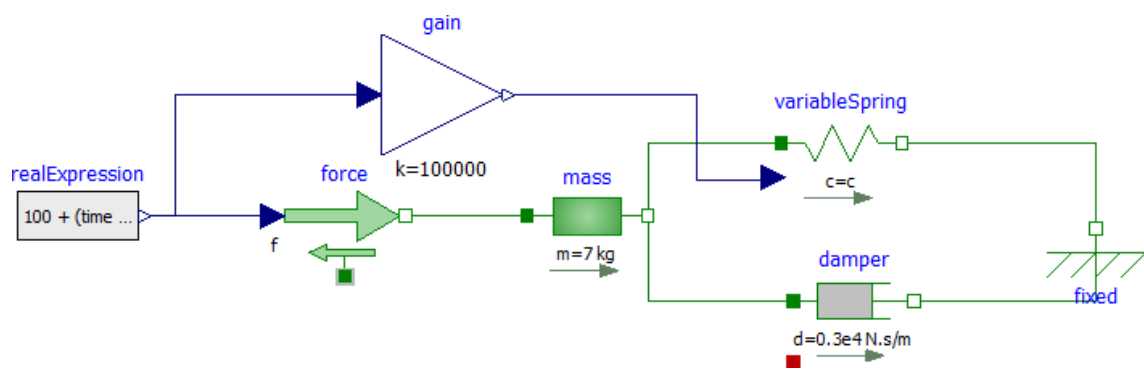 gain
variableSpring
realExpression
force
k=100000
mass
c=c
100 + (time ...
f
m=7 kg
damper
fixed
d=0.3e4 N.s/m